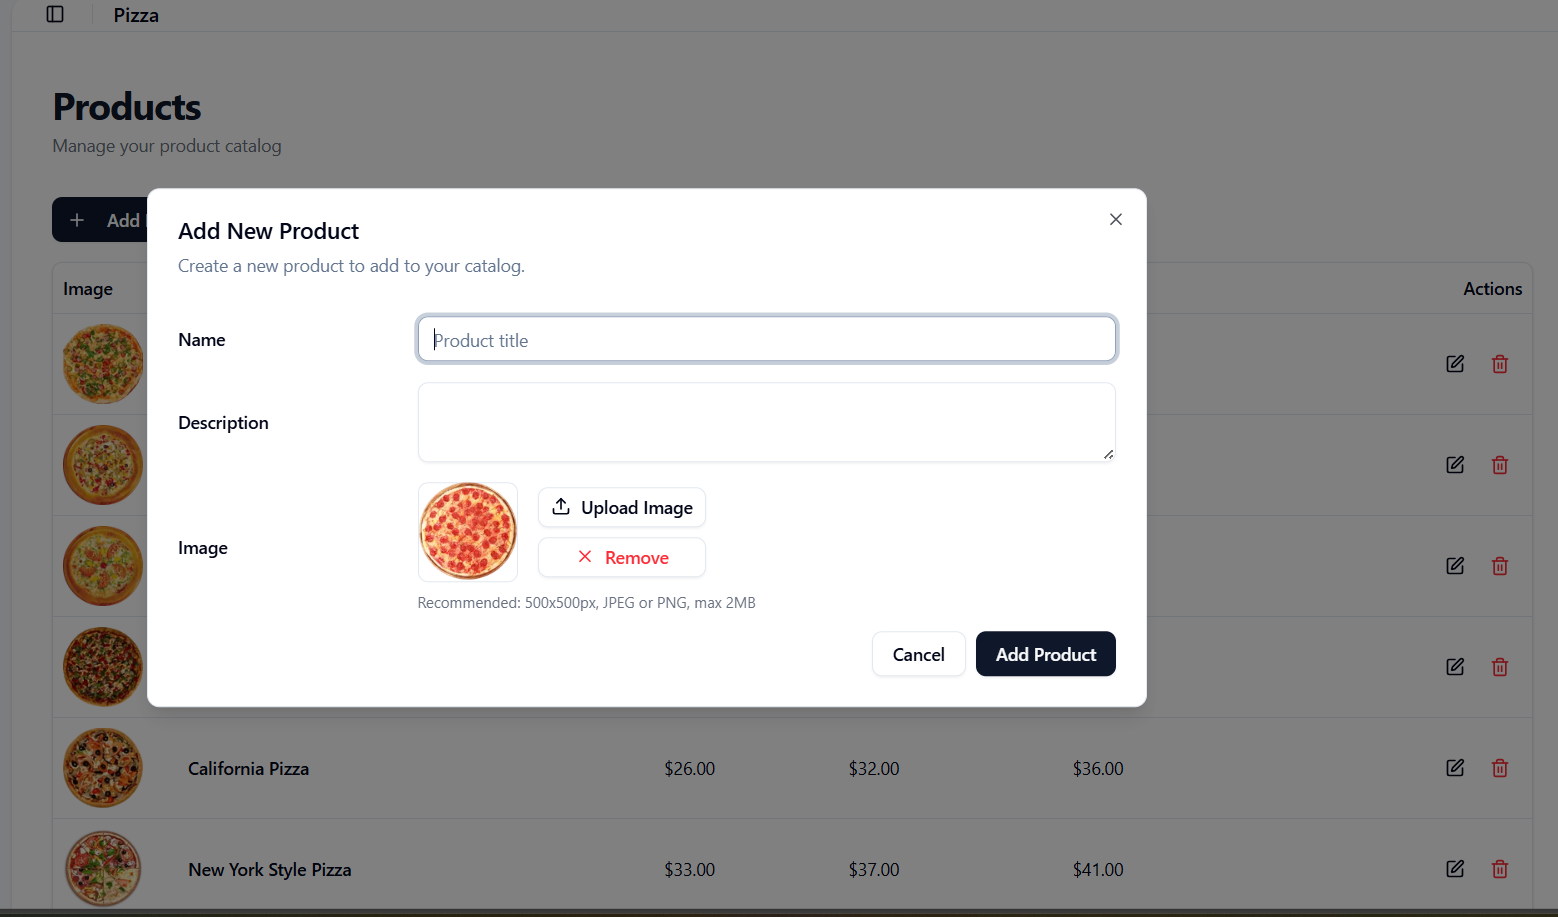 Pizza
Products
Manage your product catalog
Add
Image
Actions
Add New Product
Create a new product to add to your catalog.
Name
Product title
Description
Image
Upload Image
Remove
Recommended: 500x500px, JPEG or PNG, max 2MB
Cancel
Add Product
California Pizza $26.00 $32.00 $36.00
New York Style Pizza $33.00 $37.00 $41.00